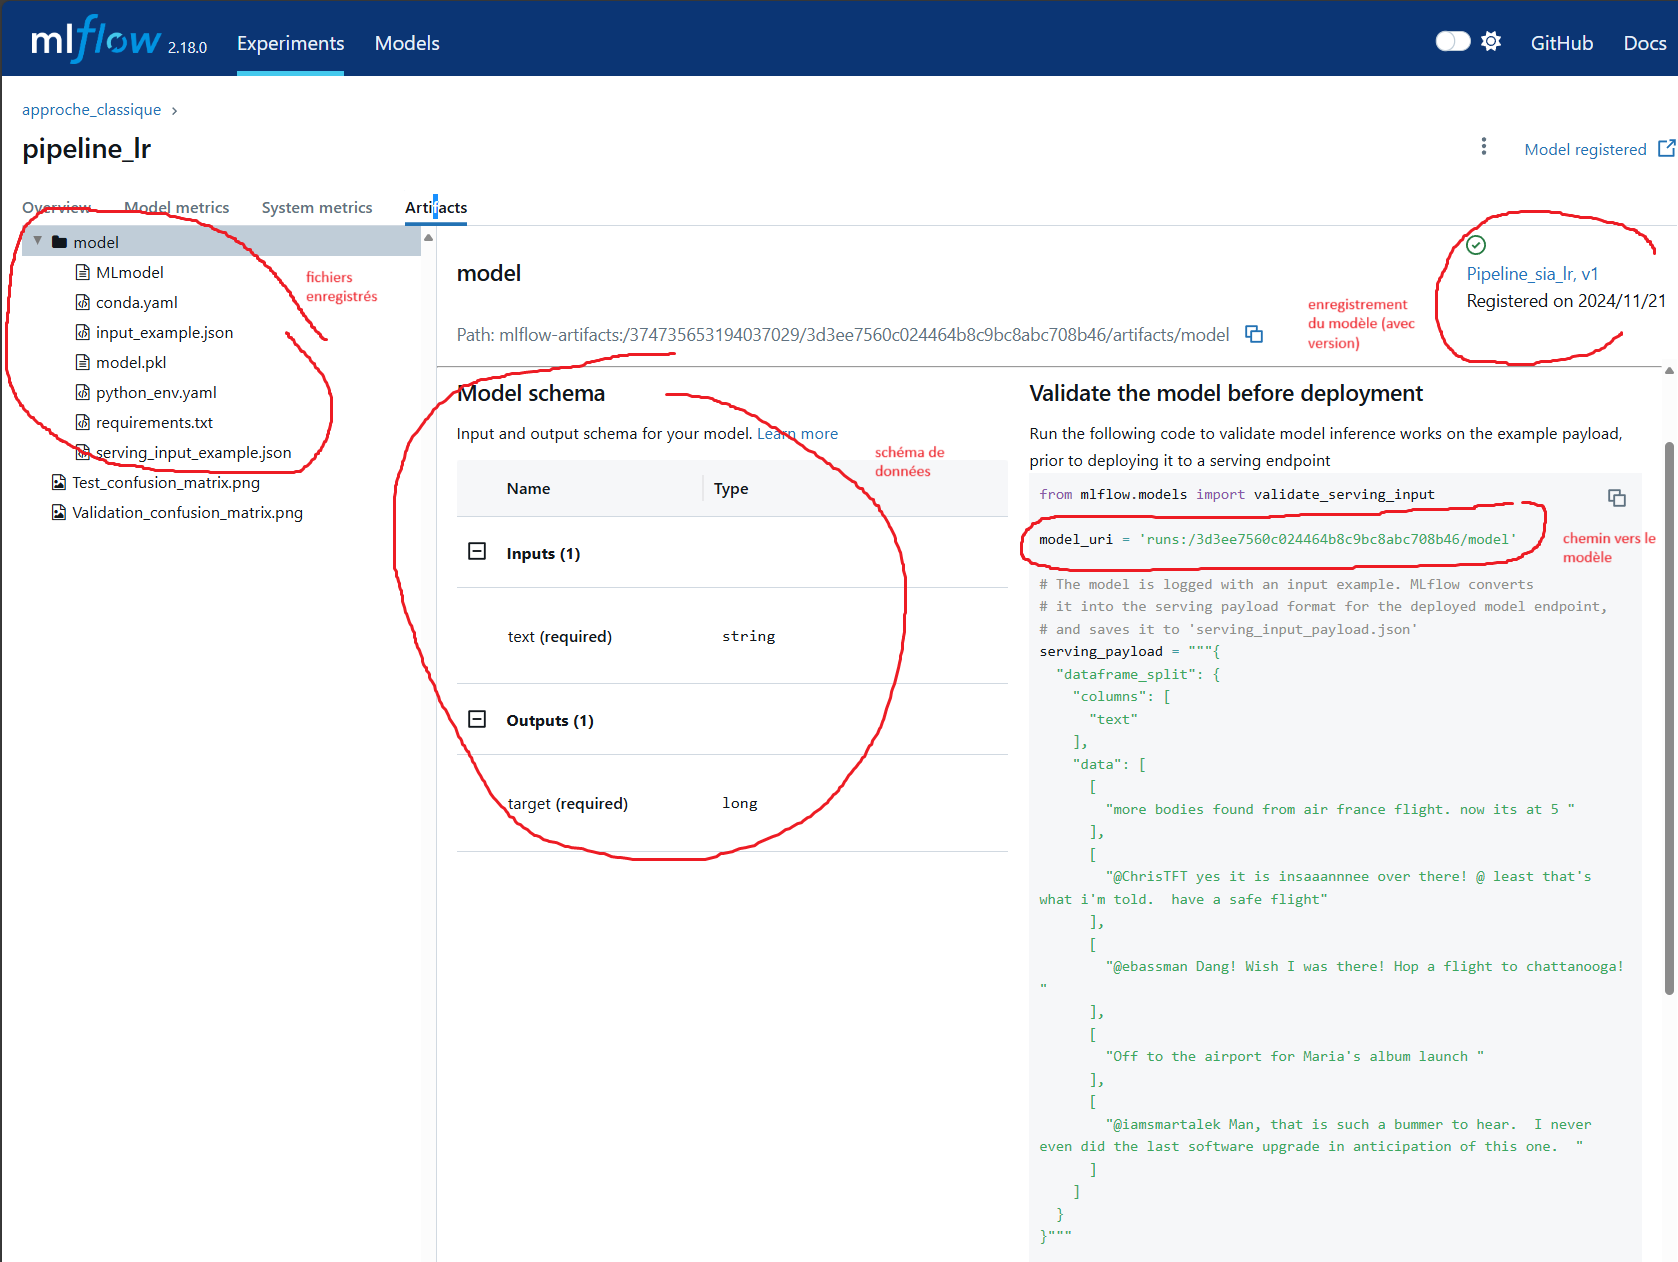 mlflow 2.18.0 Experiments Models GitHub Docs
approche_classique >
pipeline_lr
Model registered
Overview Model metrics System metrics Artifacts
model
MLmodel
conda.yaml
input_example.json
model.pkl
python_env.yaml
requirements.txt
serving_input_example.json
Test_confusion_matrix.png
Validation_confusion_matrix.png
fichiers
enregistrés
model
Path: mlflow-artifacts:/374735653194037029/3d3ee7560c024464b8c9bc8abc708b46/artifacts/model
enregistrement
du modèle (avec
version)
Pipeline_sia_lr, v1
Registered on 2024/11/21
Model schema
Input and output schema for your model. Learn more
schéma de
données
Name Type
Inputs (1)
text (required) string
Outputs (1)
target (required) long
Validate the model before deployment
Run the following code to validate model inference works on the example payload,
prior to deploying it to a serving endpoint
from mlflow.models import validate_serving_input
model_uri = 'runs:/3d3ee7560c024464b8c9bc8abc708b46/model'
chemin vers le
modèle
# The model is logged with an input example. MLflow converts
# it into the serving payload format for the deployed model endpoint,
# and saves it to 'serving_input_payload.json'
serving_payload = """{
"dataframe_split": {
"columns": [
"text"
],
"data": [
[
"more bodies found from air france flight. now its at 5 "
],
[
"@ChrisTFT yes it is insaaannnee over there! @ least that's
what i'm told.  have a safe flight"
],
[
"@ebassman Dang! Wish I was there! Hop a flight to chattanooga!
"
],
[
"Off to the airport for Maria's album launch "
],
[
"@iamsmartalek Man, that is such a bummer to hear.  I never
even did the last software upgrade in anticipation of this one.  "
]
]
}
}"""